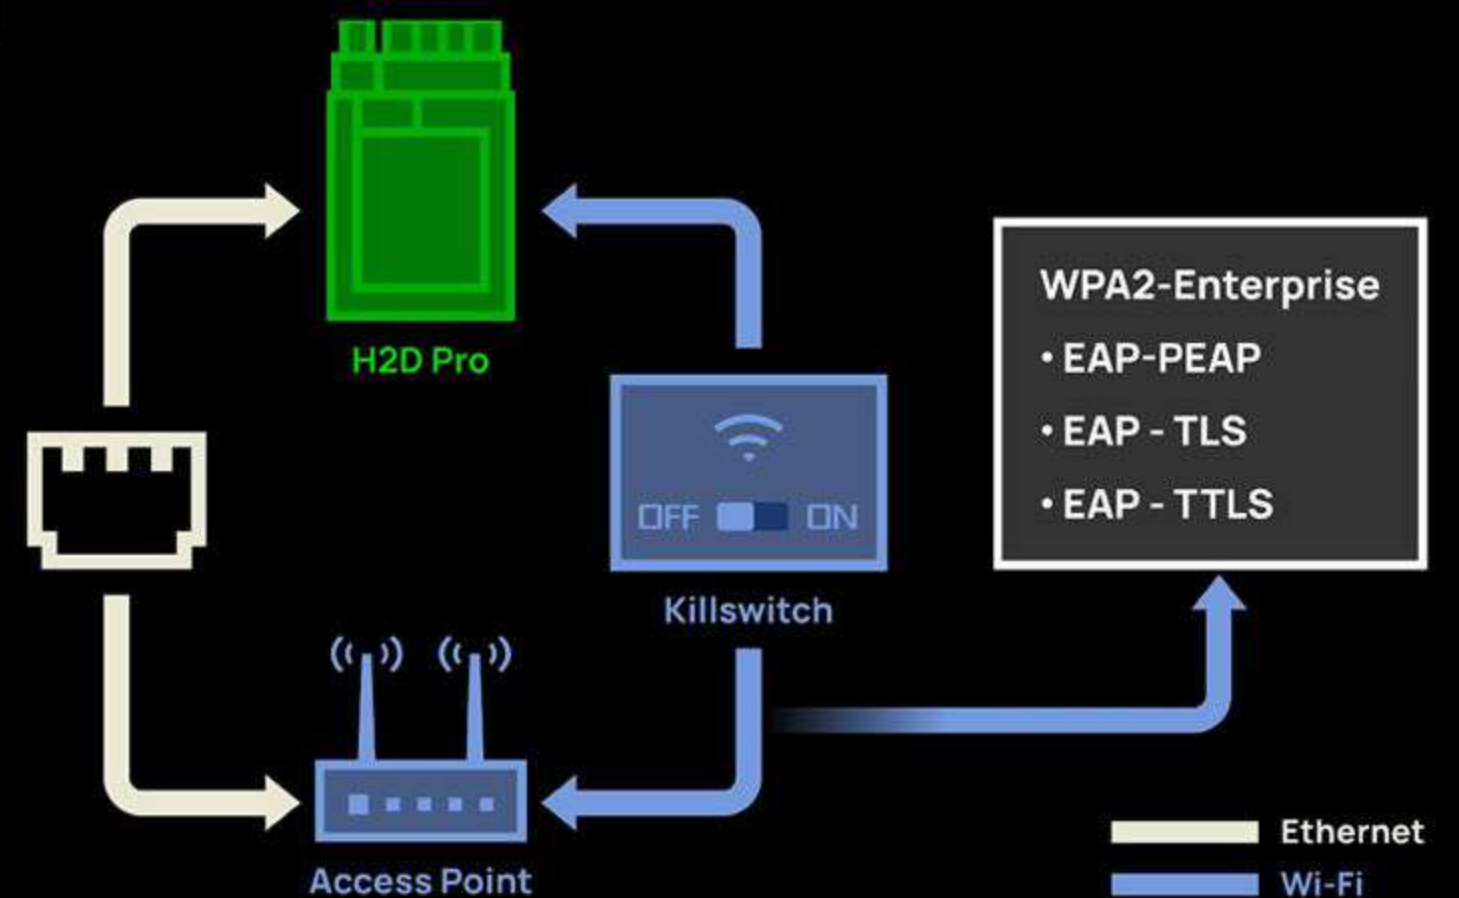 H2D Pro
WPA2-Enterprise
• EAP-PEAP
• EAP - TLS
• EAP - TTLS
OFF ON
Killswitch
Access Point
Ethernet
Wi-Fi